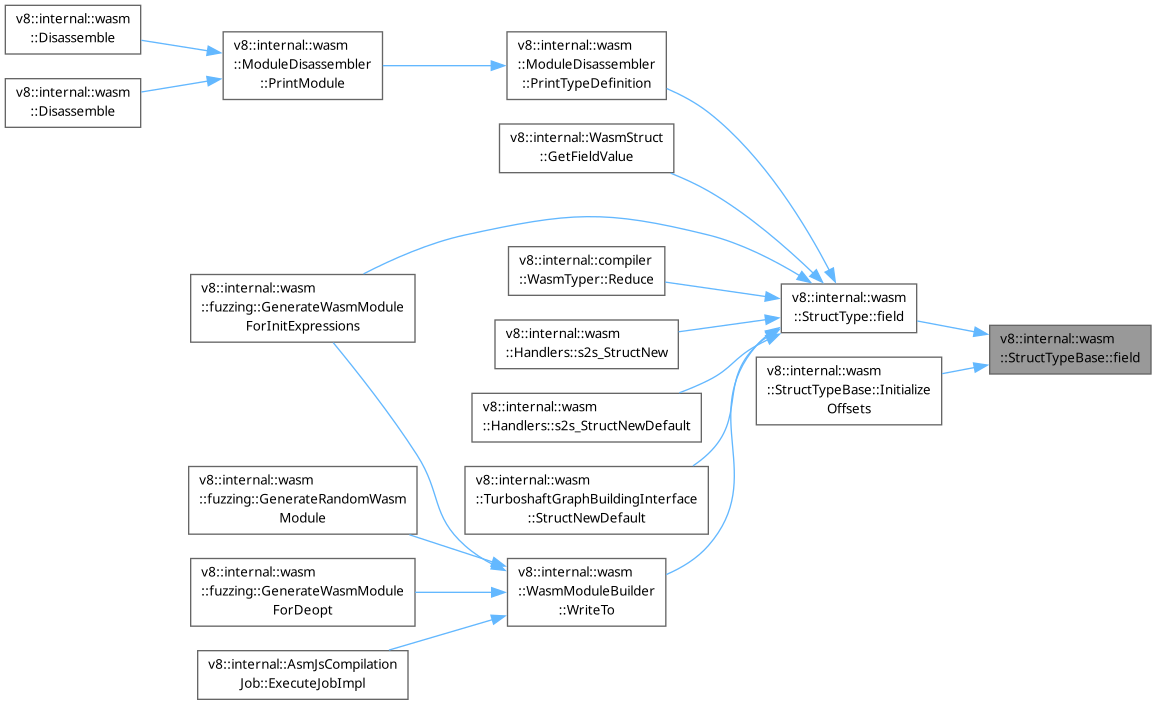 v8::internal::wasm
::Disassemble
v8::internal::wasm
::Disassemble
v8::internal::wasm
::ModuleDisassembler
::PrintModule
v8::internal::wasm
::ModuleDisassembler
::PrintTypeDefinition
v8::internal::WasmStruct
::GetFieldValue
v8::internal::wasm
::fuzzing::GenerateWasmModule
ForInitExpressions
v8::internal::compiler
::WasmTyper::Reduce
v8::internal::wasm
::Handlers::s2s_StructNew
v8::internal::wasm
::Handlers::s2s_StructNewDefault
v8::internal::wasm
::StructType::field
v8::internal::wasm
::StructTypeBase::field
v8::internal::wasm
::StructTypeBase::Initialize
Offsets
v8::internal::wasm
::fuzzing::GenerateRandomWasm
Module
v8::internal::wasm
::TurboshaftGraphBuildingInterface
::StructNewDefault
v8::internal::wasm
::fuzzing::GenerateWasmModule
ForDeopt
v8::internal::wasm
::WasmModuleBuilder
::WriteTo
v8::internal::AsmJsCompilation
Job::ExecuteJobImpl